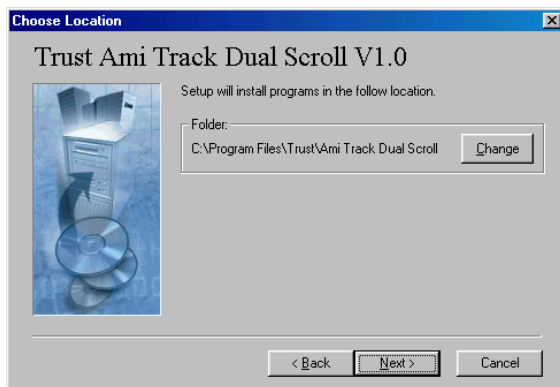 Choose Location
Trust Ami Track Dual Scroll V1.0
Setup will install programs in the follow location.
Folder:
C:\Program Files\Trust\Ami Track Dual Scroll
Change
< Back
Next >
Cancel